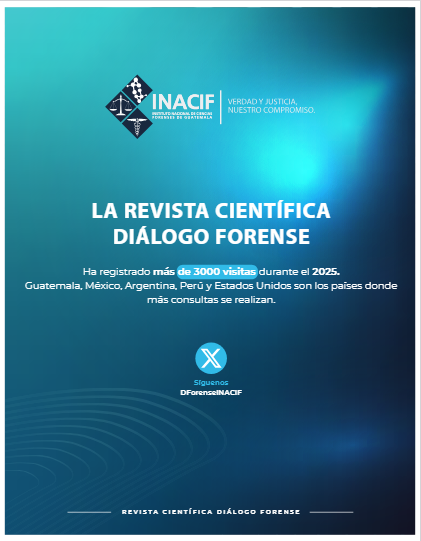 INACIF
INSTITUTO NACIONAL DE CIENCIAS
FORENSES DE GUATEMALA
VERDAD Y JUSTICIA,
NUESTRO COMPROMISO.
LA REVISTA CIENTÍFICA
DIÁLOGO FORENSE
Ha registrado más de 3000 visitas durante el 2025.
Guatemala, México, Argentina, Perú y Estados Unidos son los países donde
más consultas se realizan.
Síguenos
DForenseINACIF
REVISTA CIENTÍFICA DIÁLOGO FORENSE